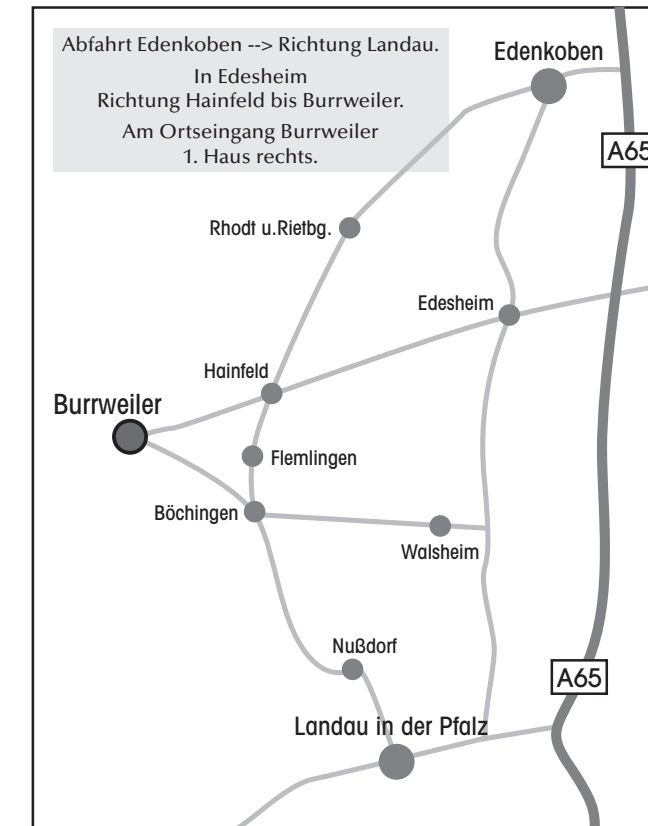 Abfahrt Edenkoben --> Richtung Landau.
In Edesheim
Richtung Hainfeld bis Burrweiler.
Am Ortseingang Burrweiler
1. Haus rechts.
Edenkoben
A65
Rhodt u.Rietbg.
Edesheim
Hainfeld
Burrweiler
Flemlingen
Böchingen
Walsheim
Nußdorf
A65
Landau in der Pfalz